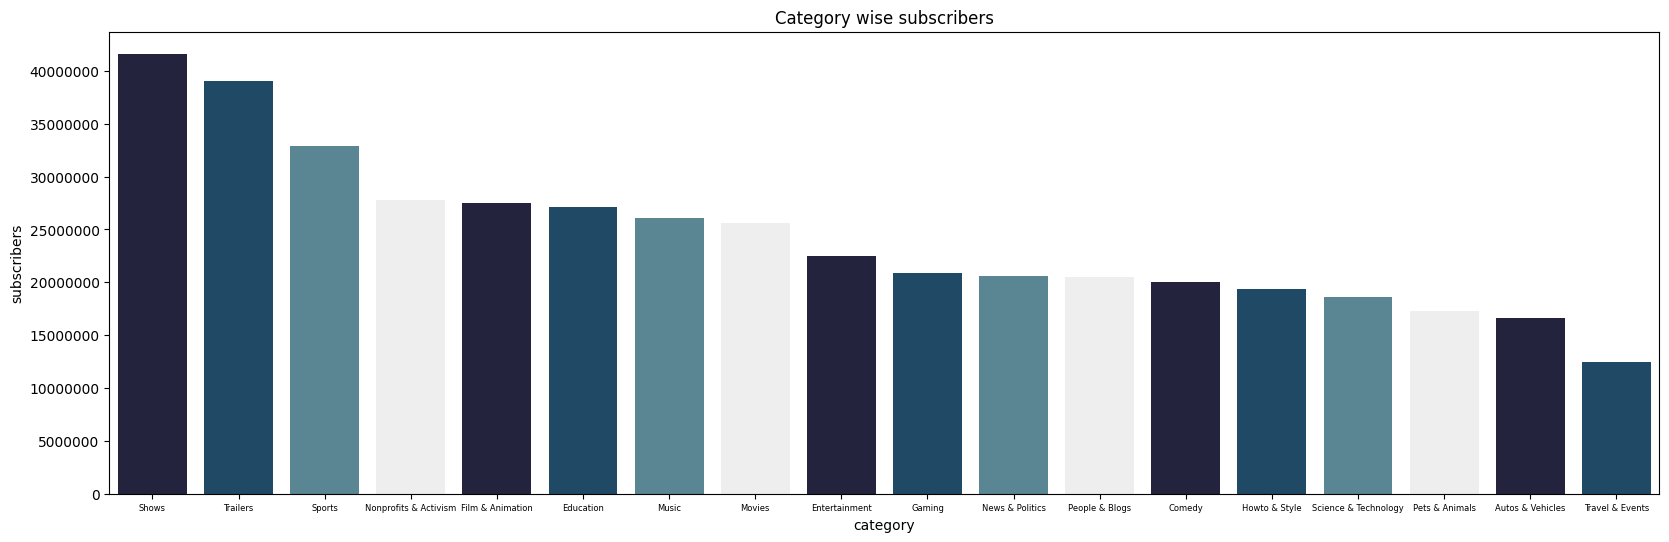 Category wise subscribers
subscribers
40000000
35000000
30000000
25000000
20000000
15000000
10000000
5000000
0
Shows Trailers Sports Nonprofits & Activism Film & Animation Education Music Movies Entertainment Gaming News & Politics People & Blogs Comedy Howto & Style Science & Technology Pets & Animals Autos & Vehicles Travel & Events
category